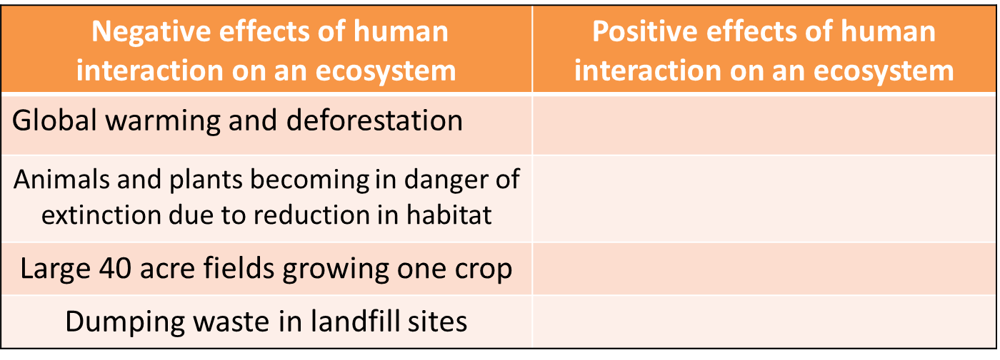 Negative effects of human
interaction on an ecosystem
Positive effects of human
interaction on an ecosystem
Global warming and deforestation
Animals and plants becoming in danger of
extinction due to reduction in habitat
Large 40 acre fields growing one crop
Dumping waste in landfill sites